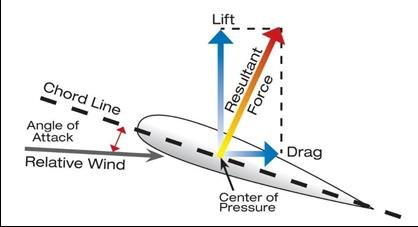 Lift
Resultant
Force
Chord Line
Angle of
Attack
Relative Wind
Drag
Center of
Pressure